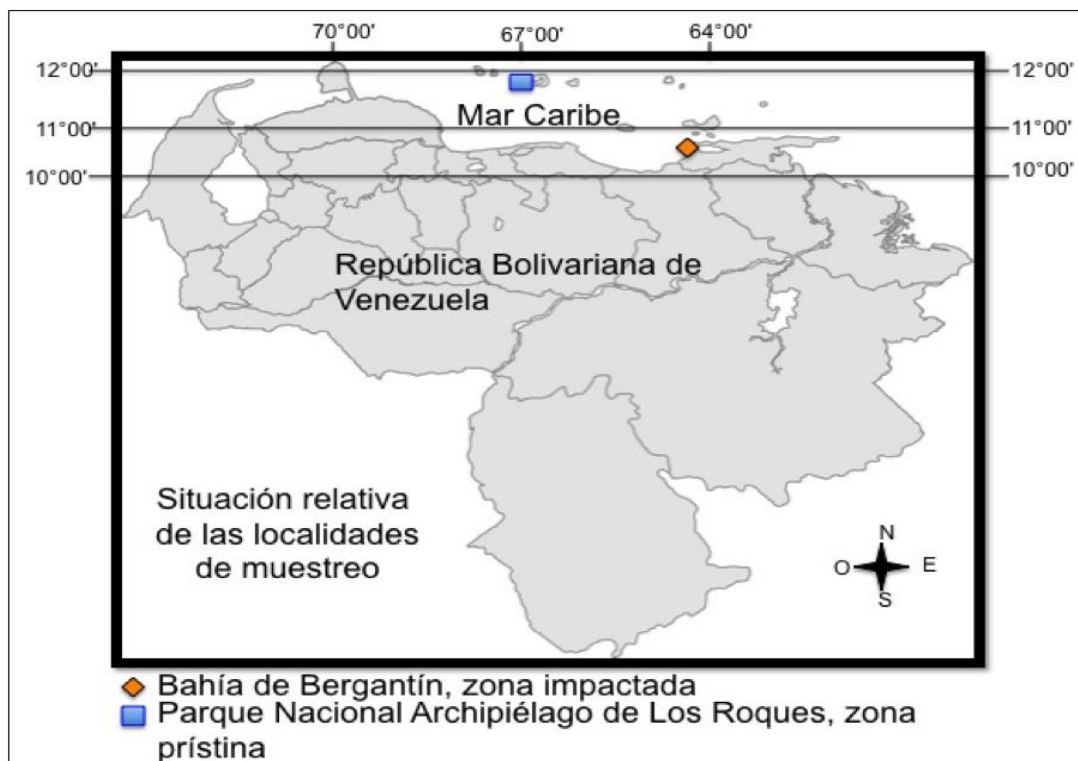 70°00' 67°00' 64°00'
12°00' 12°00'
Mar Caribe
11°00' 11°00'
10°00' 10°00'
República Bolivariana de
Venezuela
Situación relativa
de las localidades
de muestreo
N
O E
S
Bahía de Bergantín, zona impactada
Parque Nacional Archipiélago de Los Roques, zona
prístina